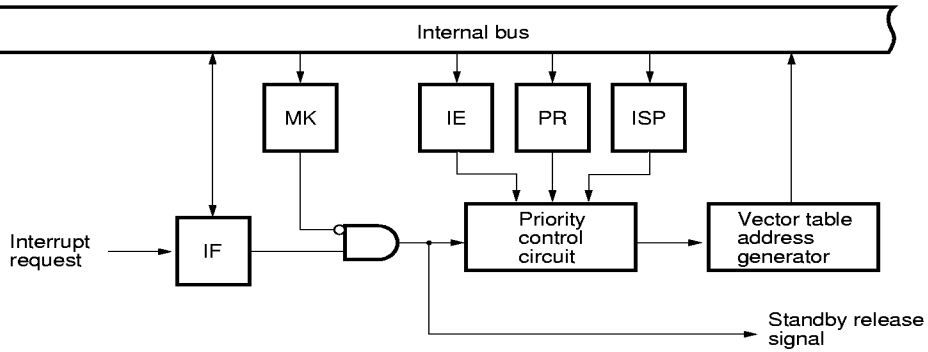 Internal bus
MK
IE
PR
ISP
Interrupt
request
IF
Priority
control
circuit
Vector table
address
generator
Standby release
signal